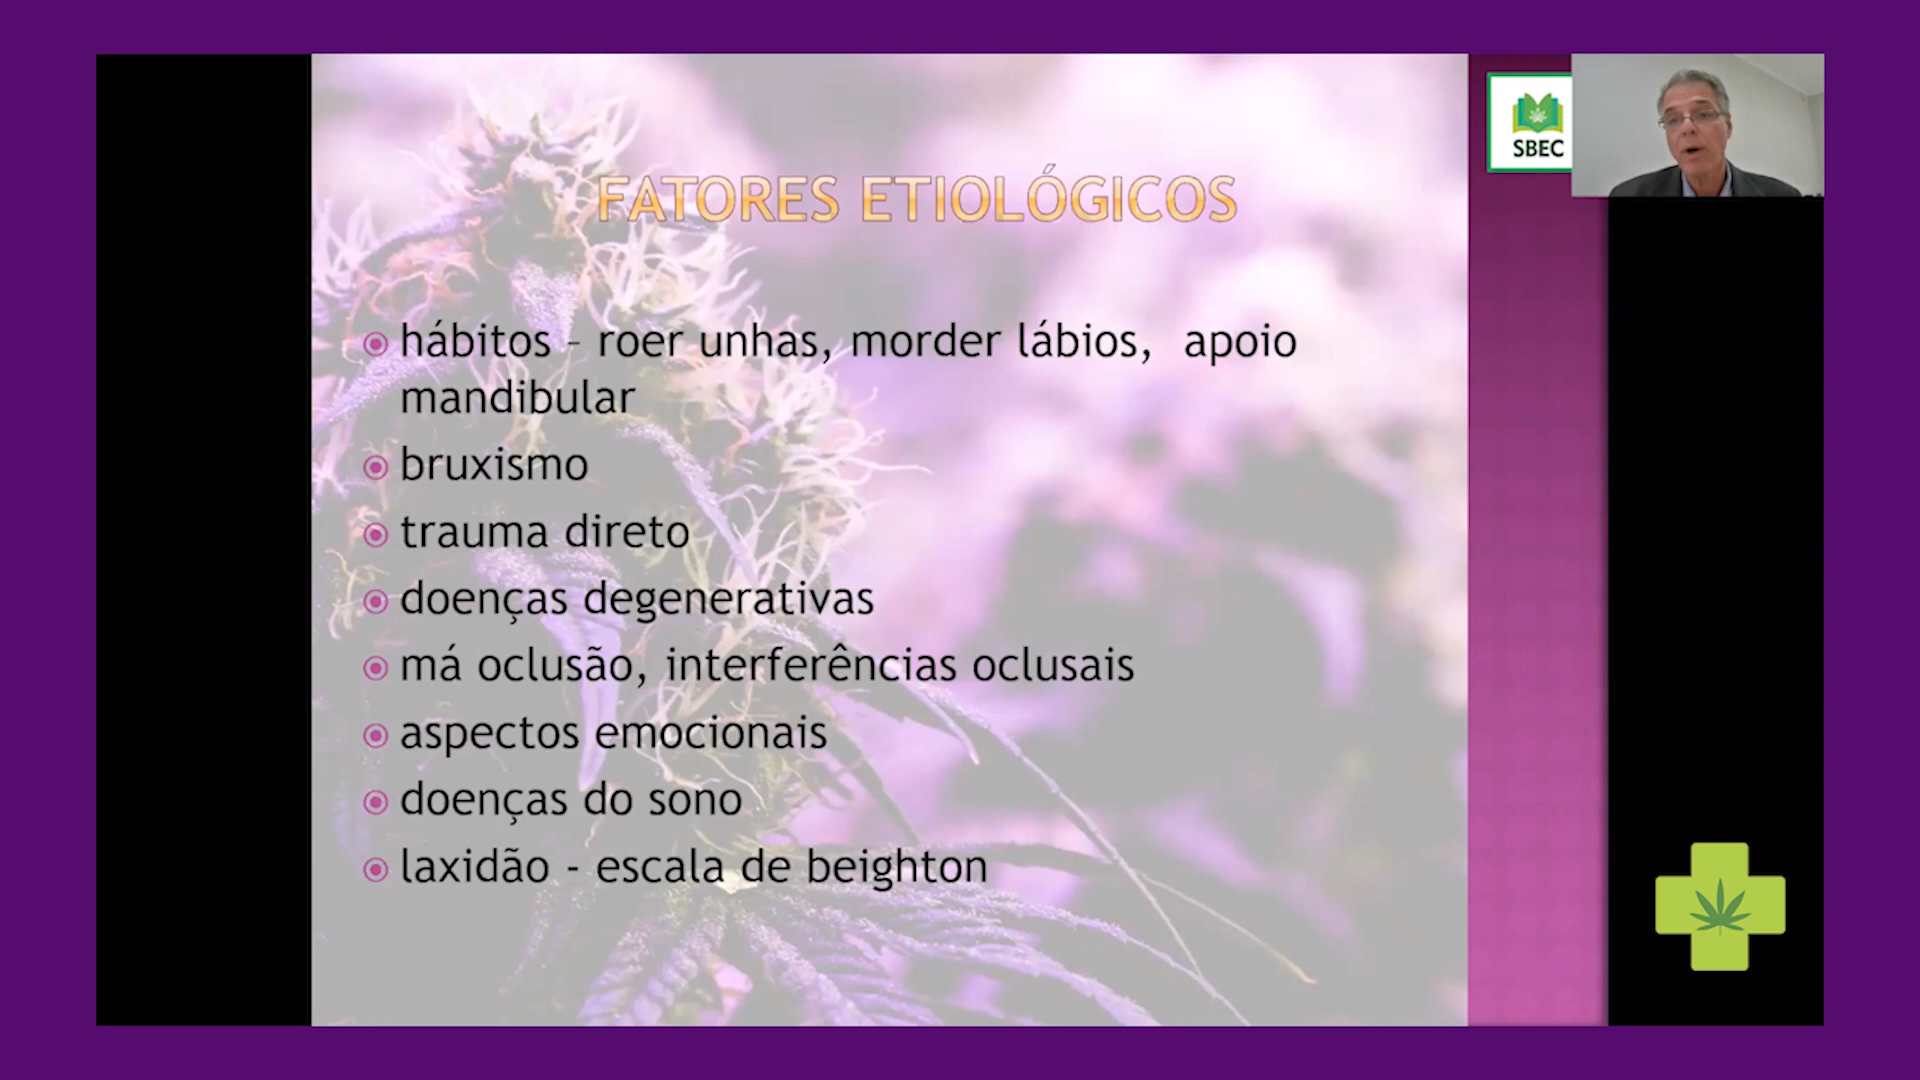 SBEC
FATORES ETIOLÓGICOS
hábitos – roer unhas, morder lábios,  apoio
mandibular
bruxismo
trauma direto
doenças degenerativas
má oclusão, interferências oclusais
aspectos emocionais
doenças do sono
laxidão - escala de beighton